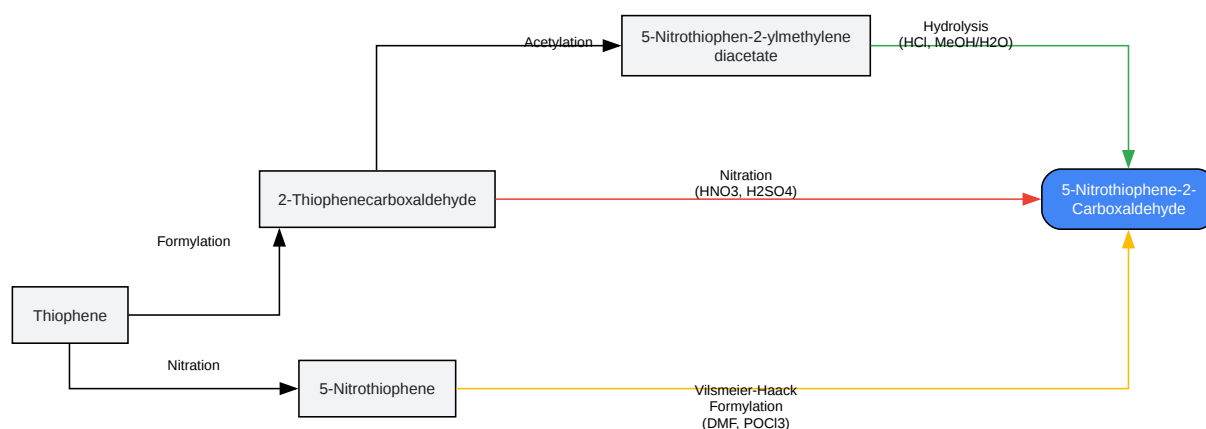 Acetylation
5-Nitrothiophen-2-ylmethylene
diacetate
Hydrolysis
(HCl, MeOH/H2O)
2-Thiophenecarboxaldehyde
Nitration
(HNO3, H2SO4)
5-Nitrothiophene-2-
Carboxaldehyde
Formylation
Thiophene
Nitration
5-Nitrothiophene
Vilsmeier-Haack
Formylation
(DMF, POCl3)